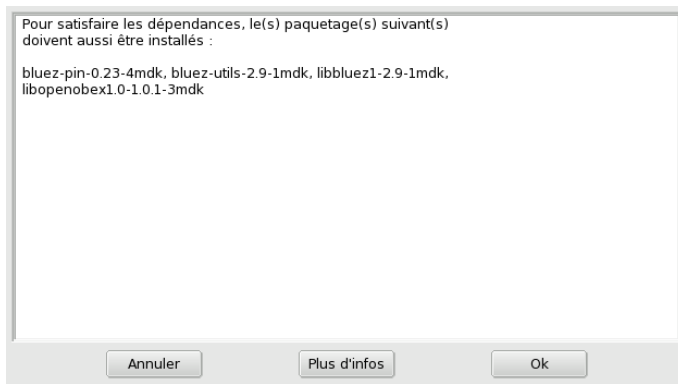 Pour satisfaire les dépendances, le(s) paquetage(s) suivant(s)
doivent aussi être installés :
bluez-pin-0.23-4mdk, bluez-utils-2.9-1mdk, libbluez1-2.9-1mdk,
libopenobex1.0-1.0.1-3mdk
Annuler
Plus d'infos
Ok